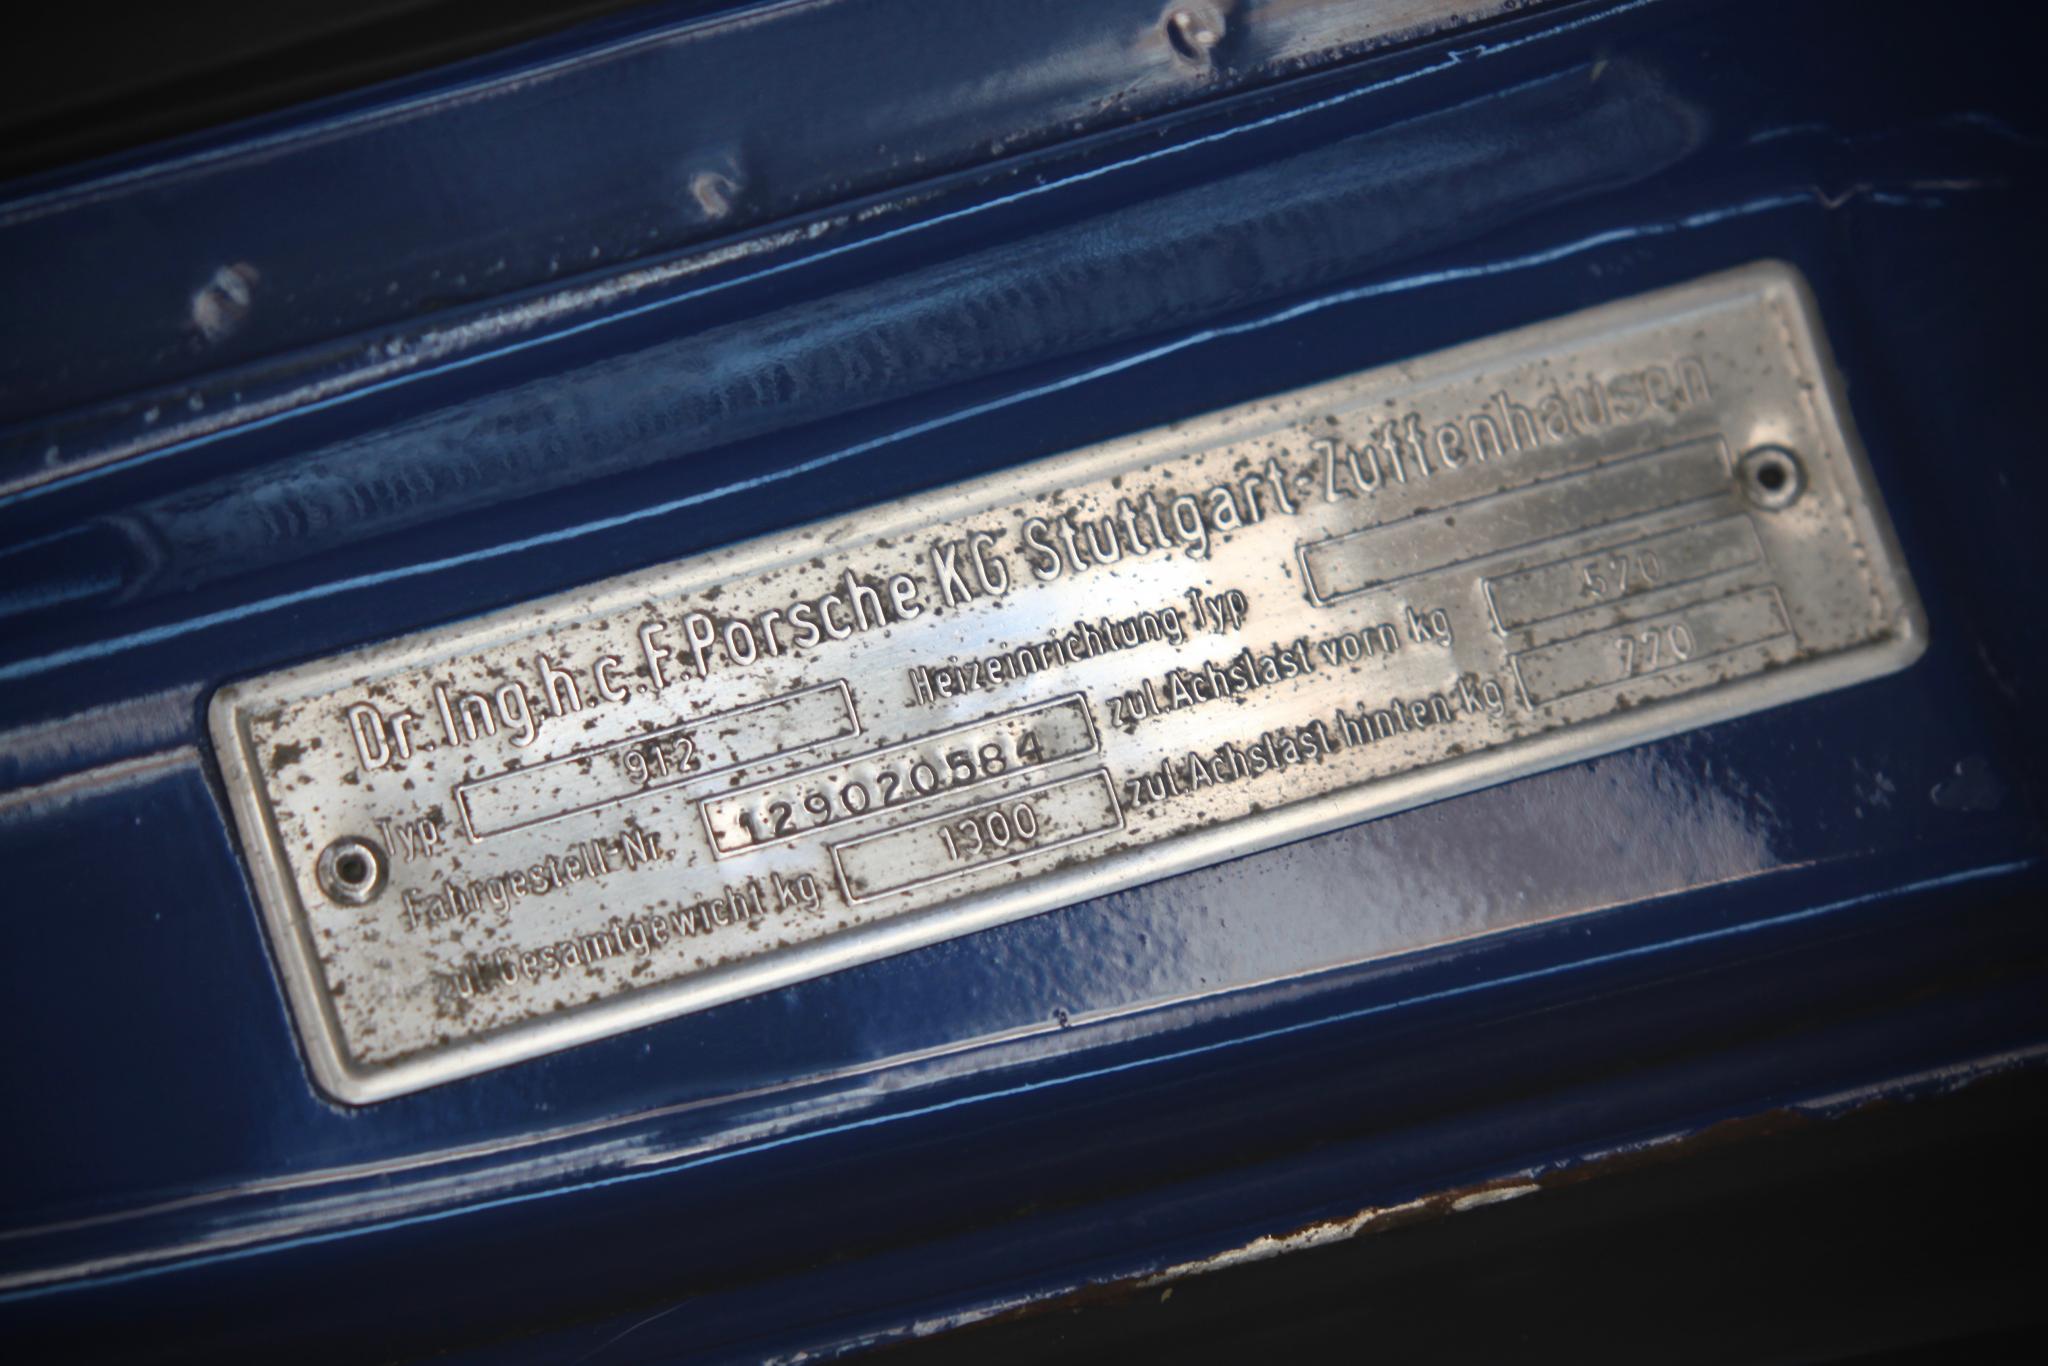 Dr.Ing.h.c.F.Porsche KG Stuttgart-Zuffenhausen
Typ 912 Heizeinrichtung Typ
Fahrgestell-Nr. 129020584 zul.Achslast vorn kg 570
zul.Gesamtgewicht kg 1300 zul.Achslast hinten kg 770